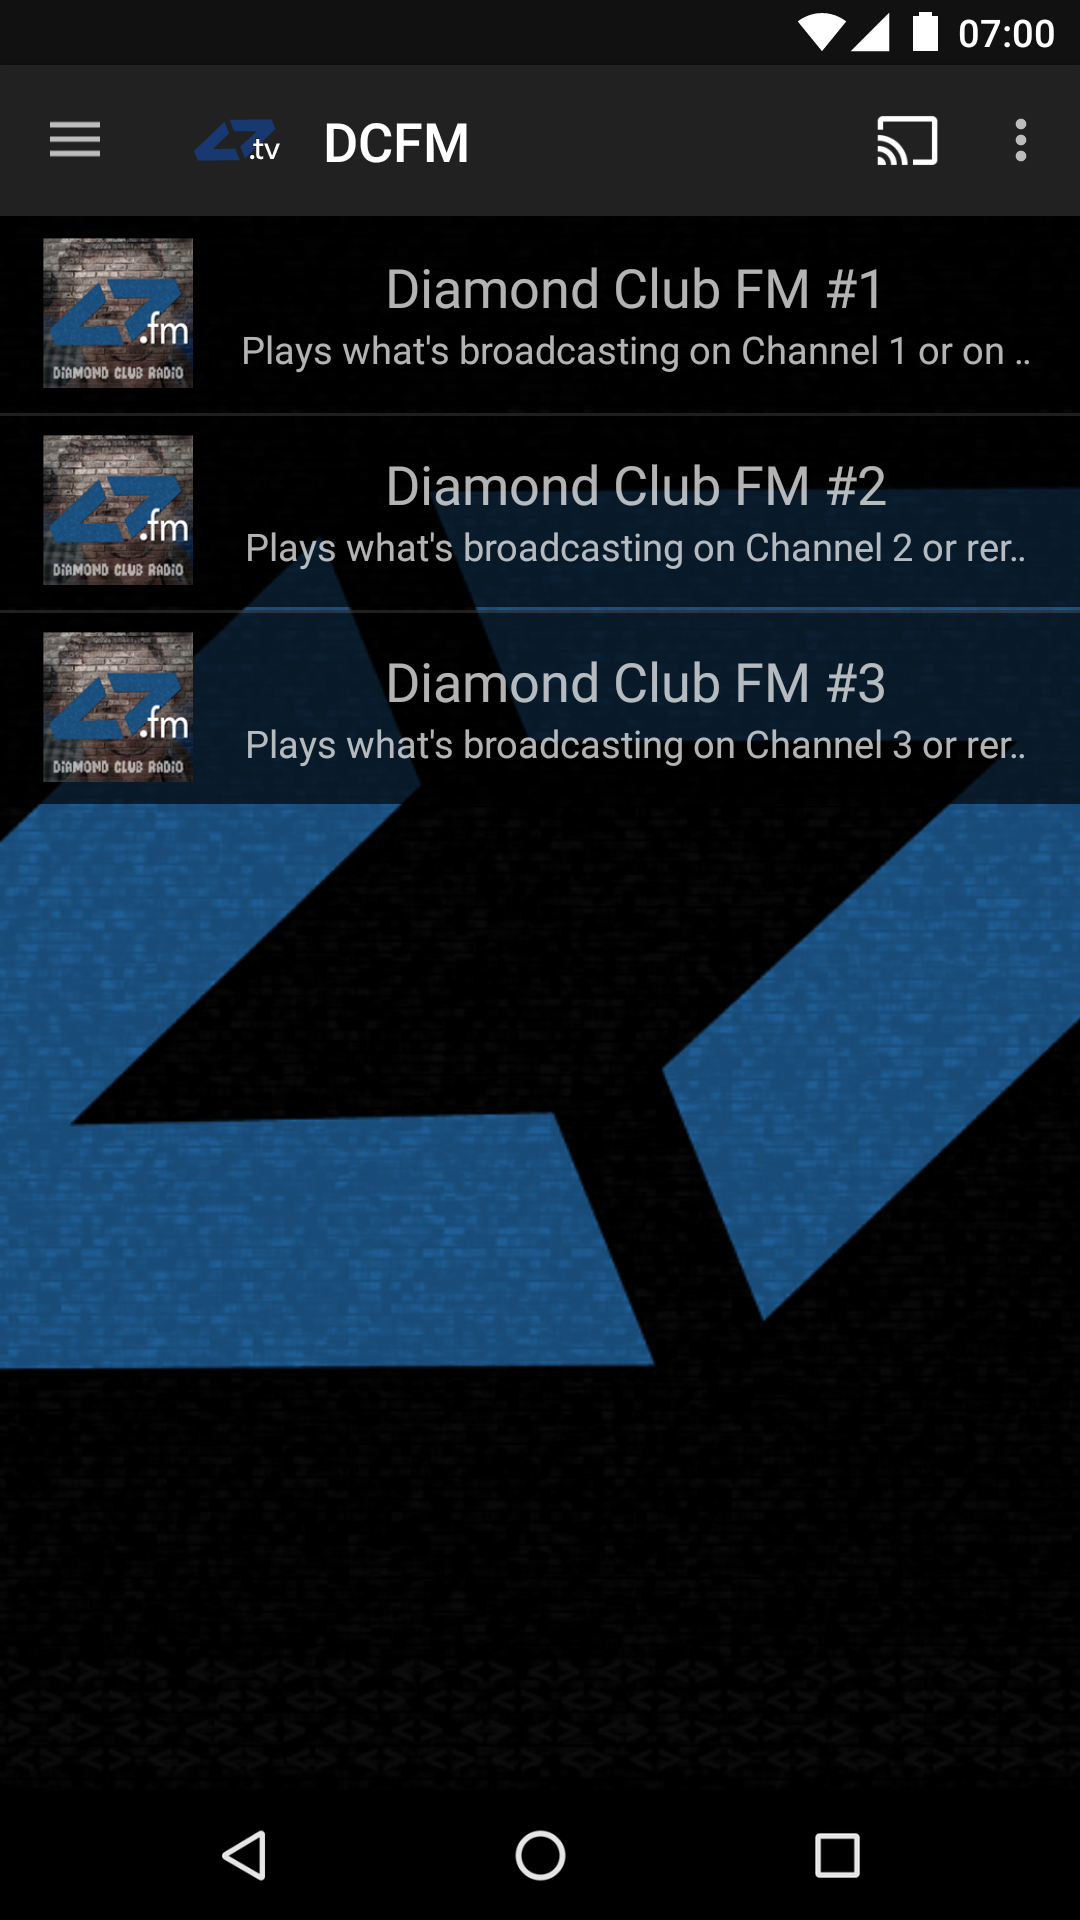 07:00
.tv DCFM
.fm
DIAMOND CLUB RADIO
Diamond Club FM #1
Plays what's broadcasting on Channel 1 or on ..
.fm
DIAMOND CLUB RADIO
Diamond Club FM #2
Plays what's broadcasting on Channel 2 or rer..
.fm
DIAMOND CLUB RADIO
Diamond Club FM #3
Plays what's broadcasting on Channel 3 or rer..